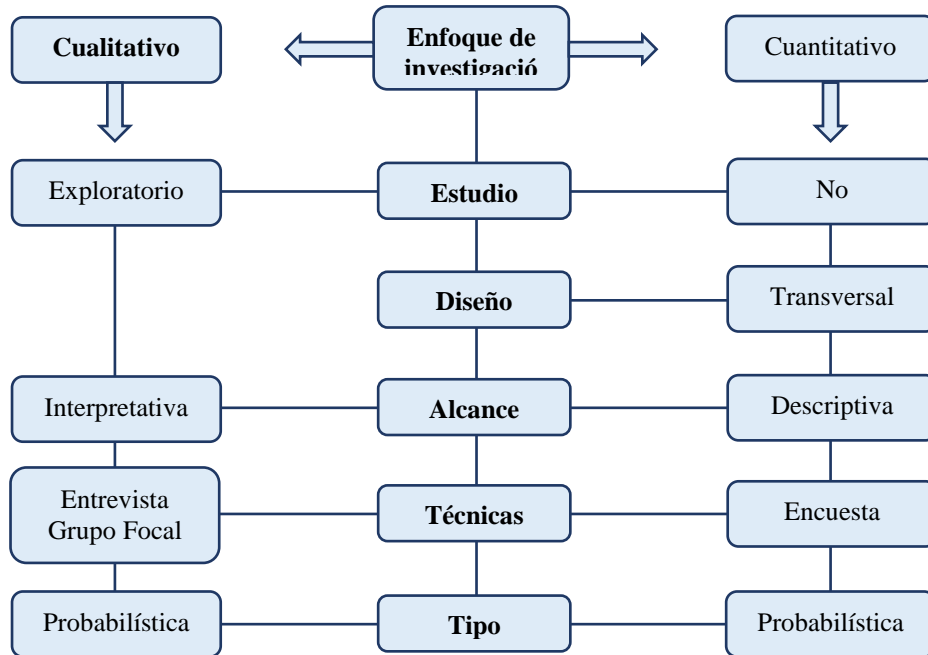 Cualitativo
Enfoque de
investigació
Cuantitativo
Exploratorio
Estudio
No
Diseño
Transversal
Interpretativa
Alcance
Descriptiva
Entrevista
Grupo Focal
Técnicas
Encuesta
Probabilística
Tipo
Probabilística